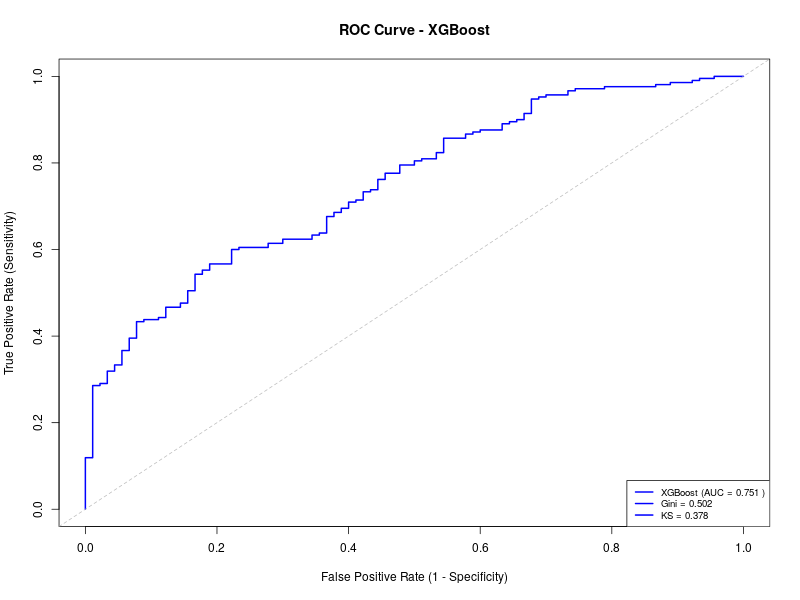 ROC Curve - XGBoost
True Positive Rate (Sensitivity)
1.0
0.8
0.6
0.4
0.2
0.0
0.0 0.2 0.4 0.6 0.8 1.0
False Positive Rate (1 - Specificity)
XGBoost (AUC = 0.751 )
Gini = 0.502
KS = 0.378